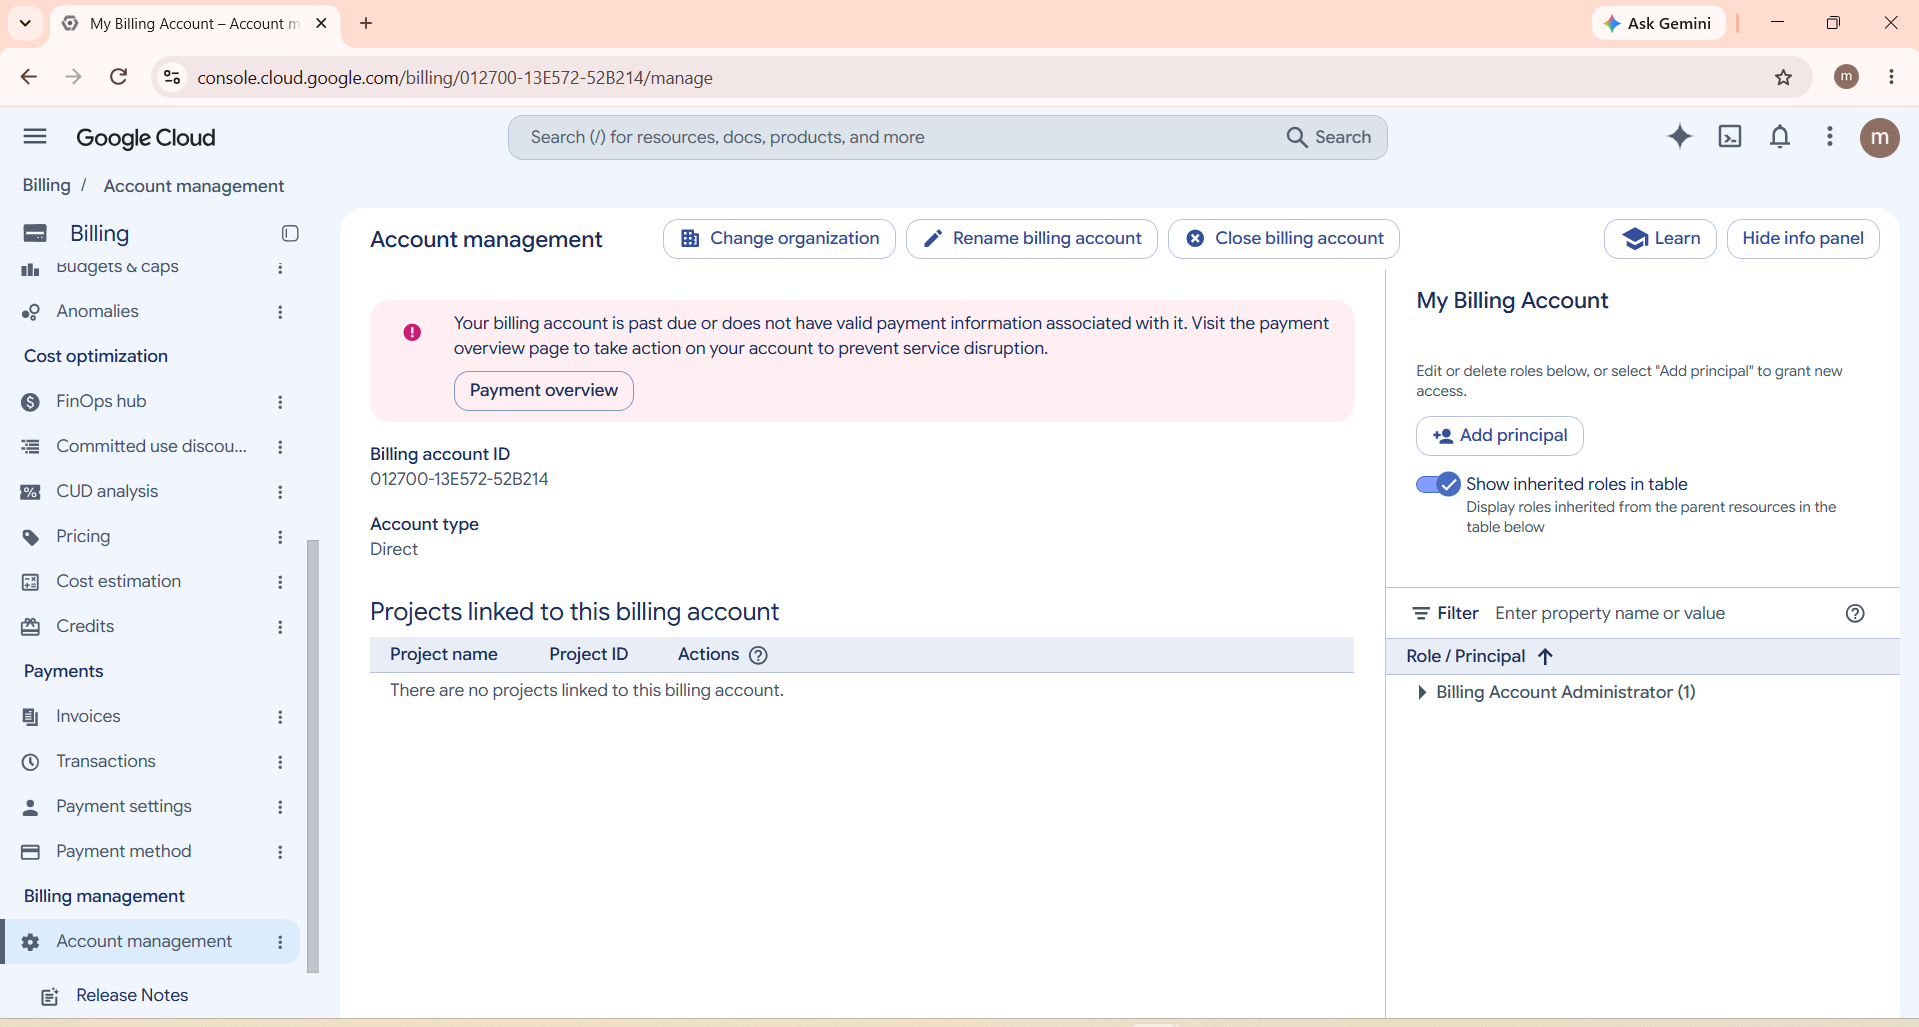 My Billing Account – Account m
Ask Gemini
console.cloud.google.com/billing/012700-13E572-52B214/manage
m
Google Cloud
Search (/) for resources, docs, products, and more
Search
m
Billing / Account management
Billing
Budgets & caps
Anomalies
Cost optimization
FinOps hub
Committed use discou...
CUD analysis
Pricing
Cost estimation
Credits
Payments
Invoices
Transactions
Payment settings
Payment method
Billing management
Account management
Release Notes
Account management
Change organization
Rename billing account
Close billing account
Learn
Hide info panel
Your billing account is past due or does not have valid payment information associated with it. Visit the payment
overview page to take action on your account to prevent service disruption.
Payment overview
Billing account ID
012700-13E572-52B214
Account type
Direct
Projects linked to this billing account
Project name Project ID Actions
There are no projects linked to this billing account.
My Billing Account
Edit or delete roles below, or select "Add principal" to grant new
access.
Add principal
Show inherited roles in table
Display roles inherited from the parent resources in the
table below
Filter Enter property name or value
Role / Principal
Billing Account Administrator (1)